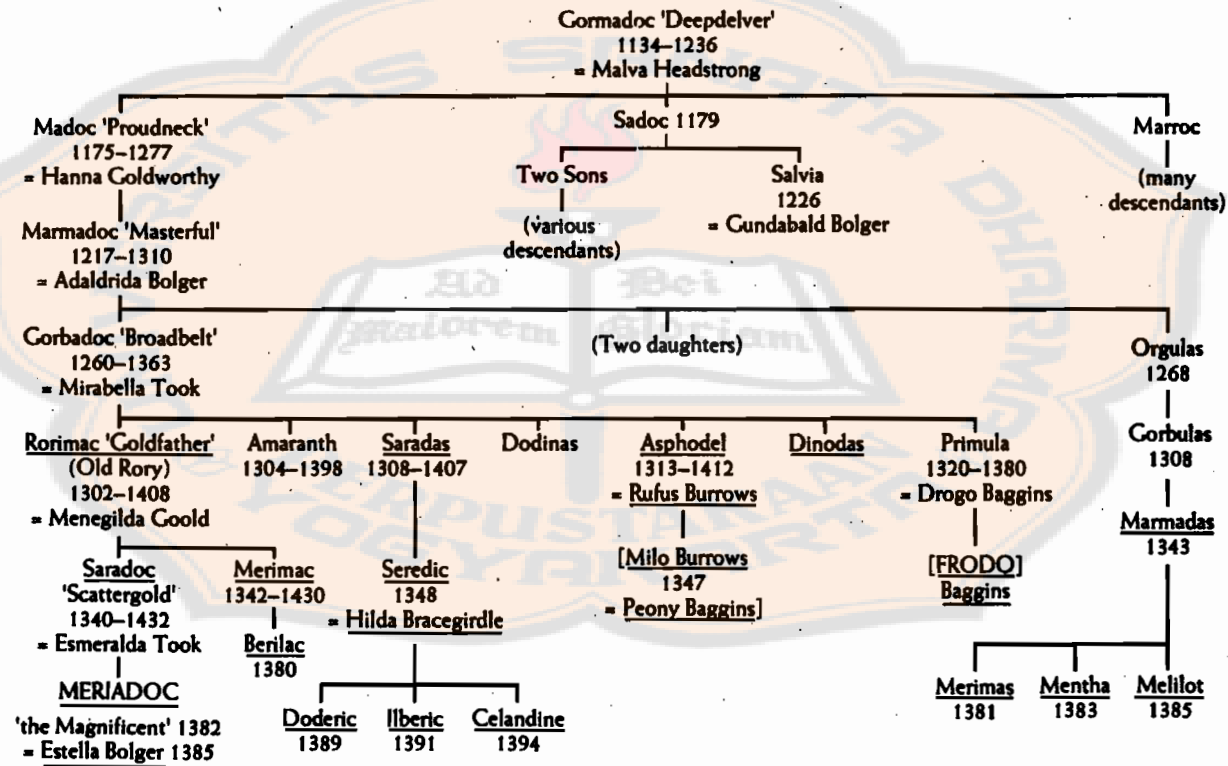 Gormadoc 'Deepdelver'
1134–1236
= Malva Headstrong
Madoc 'Proudneck'
1175–1277
= Hanna Goldworthy
Sadoc 1179
Marroc
Two Sons
(various
descendants)
Salvia
1226
= Gundabald Bolger
(many
descendants)
Marmadoc 'Masterful'
1217–1310
= Adaldrida Bolger
Ad
maiorem
Dei
gloriam
Gorbadoc 'Broadbelt'
1260–1363
= Mirabella Took
(Two daughters)
Orgulas
1268
Gorbulas
1308
Marmadas
1343
Rorimac 'Goldfather'
(Old Rory)
1302–1408
= Menegilda Goold
Amaranth
1304–1398
Saradas
1308–1407
Dodinas
Asphodel
1313–1412
= Rufus Burrows
Dinodas
Primula
1320–1380
= Drogo Baggins
Saradoc
'Scattergold'
1340–1432
= Esmeralda Took
Merimac
1342–1430
Berilac
1380
Seredic
1348
= Hilda Bracegirdle
[Milo Burrows
1347
= Peony Baggins]
[FRODO]
Baggins
MERIADOC
'the Magnificent' 1382
= Estella Bolger 1385
Doderic
1389
Ilberic
1391
Celandine
1394
Merimas
1381
Mentha
1383
Melilot
1385